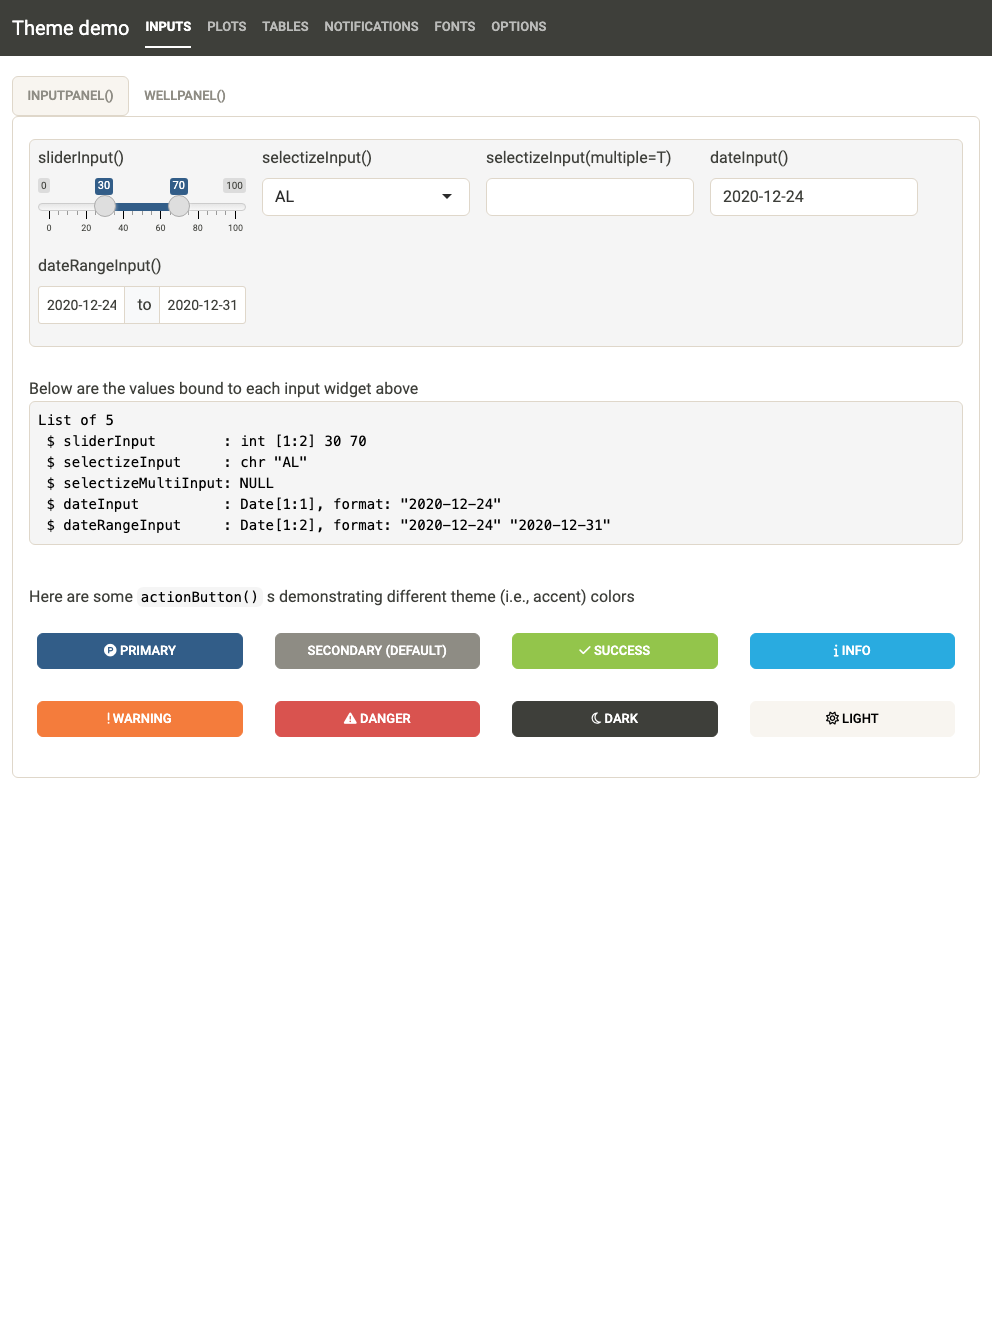 Theme demo INPUTS PLOTS TABLES NOTIFICATIONS FONTS OPTIONS
INPUTPANEL() WELLPANEL()
sliderInput() selectizeInput() selectizeInput(multiple=T) dateInput()
0 30 70 100
AL 2020-12-24
0 20 40 60 80 100
dateRangeInput()
2020-12-24 to 2020-12-31
Below are the values bound to each input widget above
List of 5
 $ sliderInput        : int [1:2] 30 70
 $ selectizeInput     : chr "AL"
 $ selectizeMultiInput: NULL
 $ dateInput          : Date[1:1], format: "2020-12-24"
 $ dateRangeInput     : Date[1:2], format: "2020-12-24" "2020-12-31"
Here are some actionButton() s demonstrating different theme (i.e., accent) colors
PRIMARY SECONDARY (DEFAULT) SUCCESS INFO
WARNING DANGER DARK LIGHT